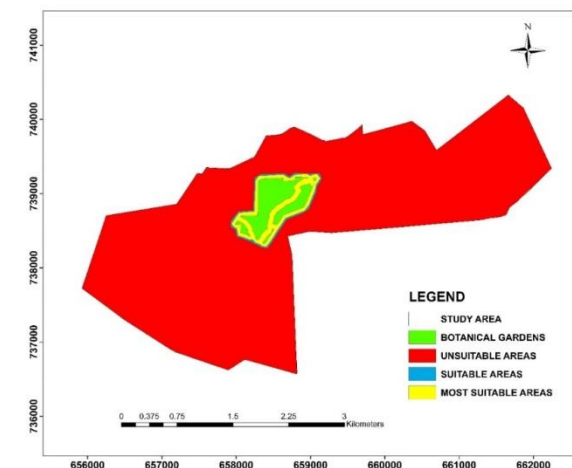 N
741000
740000
739000
738000
737000
736000
LEGEND
STUDY AREA
BOTANICAL GARDENS
UNSUITABLE AREAS
SUITABLE AREAS
MOST SUITABLE AREAS
0 0.375 0.75 1.5 2.25 3
Kilometers
656000 657000 658000 659000 660000 661000 662000